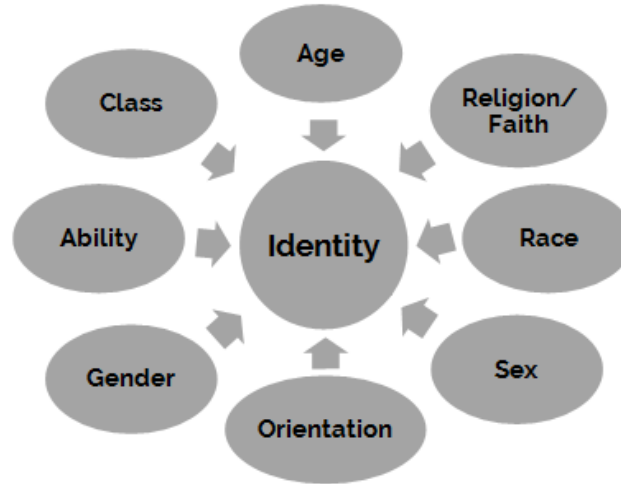 Age
Class
Religion/
Faith
Ability
Identity
Race
Gender
Sex
Orientation